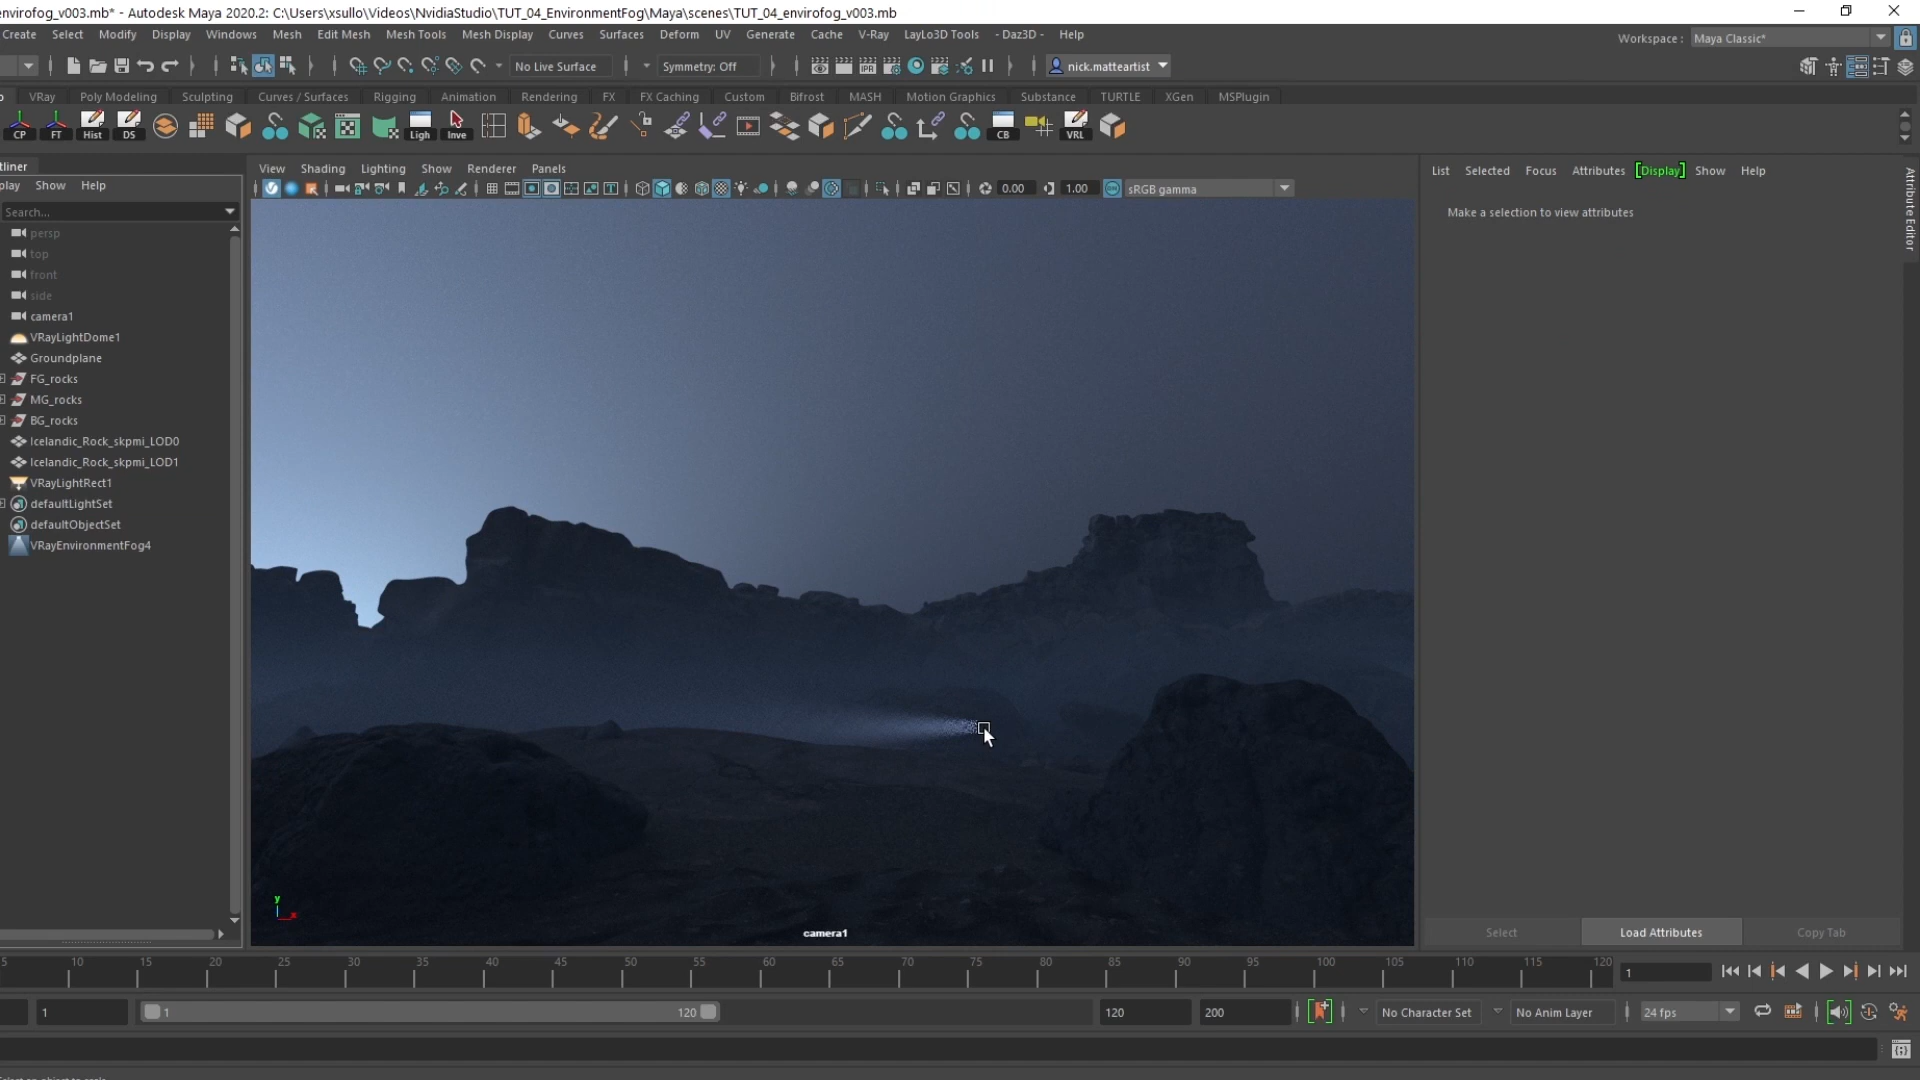 envirofog_v003.mb* - Autodesk Maya 2020.2: C:\Users\xsullo\Videos\NvidiaStudio\TUT_04_EnvironmentFog\Maya\scenes\TUT_04_envirofog_v003.mb
Create Select Modify Display Windows Mesh Edit Mesh Mesh Tools Mesh Display Curves Surfaces Deform UV Generate Cache V-Ray LayLo3D Tools - Daz3D - Help
Workspace : Maya Classic*
No Live Surface Symmetry: Off nick.matteartist
VRay Poly Modeling Sculpting Curves / Surfaces Rigging Animation Rendering FX FX Caching Custom Bifrost MASH Motion Graphics Substance TURTLE XGen MSPlugin
CP FT Hist DS Ligh Inve CB VRL
tliner
play Show Help
Search...
persp
top
front
side
camera1
VRayLightDome1
Groundplane
FG_rocks
MG_rocks
BG_rocks
Icelandic_Rock_skpmi_LOD0
Icelandic_Rock_skpmi_LOD1
VRayLightRect1
defaultLightSet
defaultObjectSet
VRayEnvironmentFog4
View Shading Lighting Show Renderer Panels
0.00 1.00 sRGB gamma
y
x
camera1
List Selected Focus Attributes [Display] Show Help
Make a selection to view attributes
Attribute Editor
Select Load Attributes Copy Tab
5 10 15 20 25 30 35 40 45 50 55 60 65 70 75 80 85 90 95 100 105 110 115 120 1
1 1 120 120 200 No Character Set No Anim Layer 24 fps